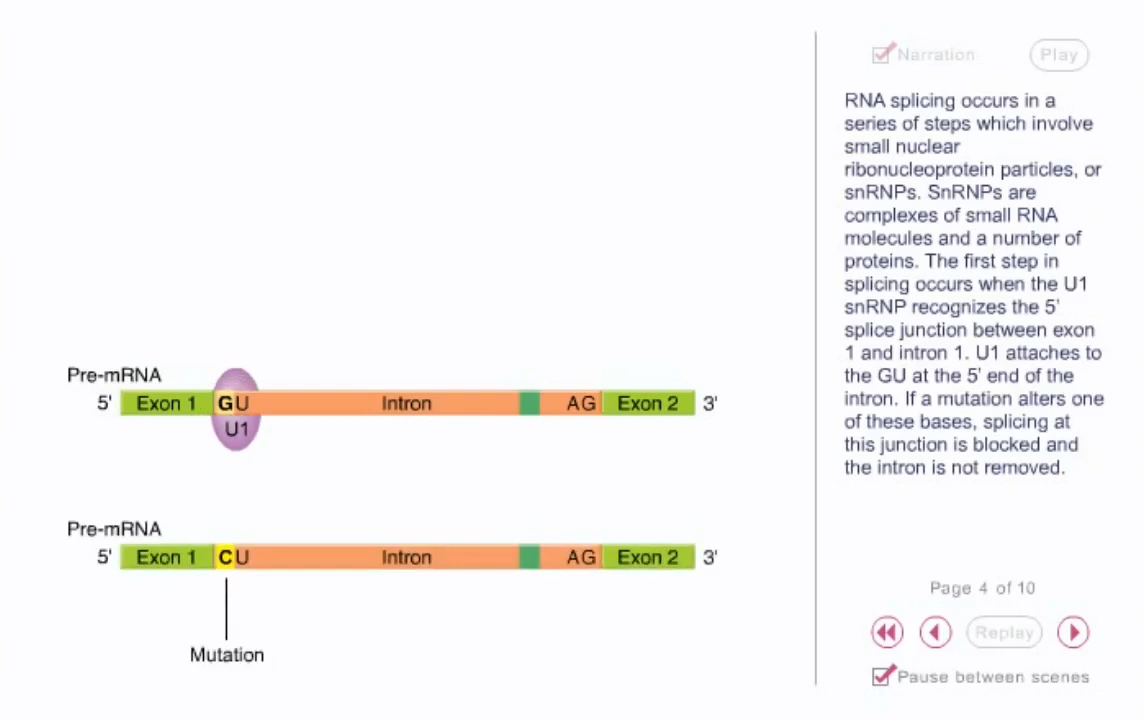 Narration Play
RNA splicing occurs in a
series of steps which involve
small nuclear
ribonucleoprotein particles, or
snRNPs. SnRNPs are
complexes of small RNA
molecules and a number of
proteins. The first step in
splicing occurs when the U1
snRNP recognizes the 5'
splice junction between exon
1 and intron 1. U1 attaches to
the GU at the 5' end of the
intron. If a mutation alters one
of these bases, splicing at
this junction is blocked and
the intron is not removed.
Pre-mRNA
5' Exon 1 GU Intron AG Exon 2 3'
U1
Pre-mRNA
5' Exon 1 CU Intron AG Exon 2 3'
Mutation
Page 4 of 10
Replay
Pause between scenes